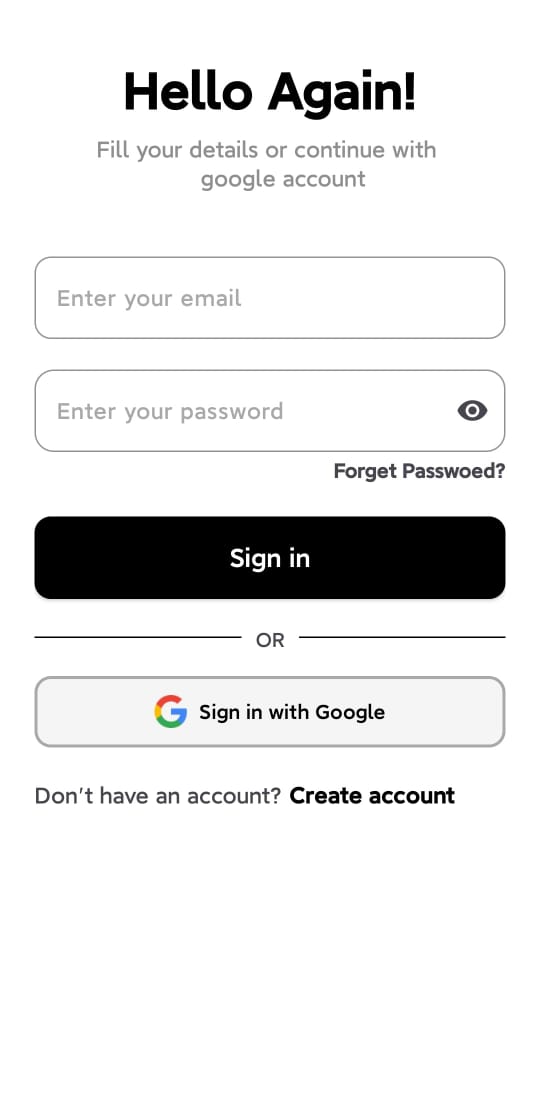 Hello Again!
Fill your details or continue with
google account
Enter your email
Enter your password
Forget Passwoed?
Sign in
OR
Sign in with Google
Don't have an account? Create account